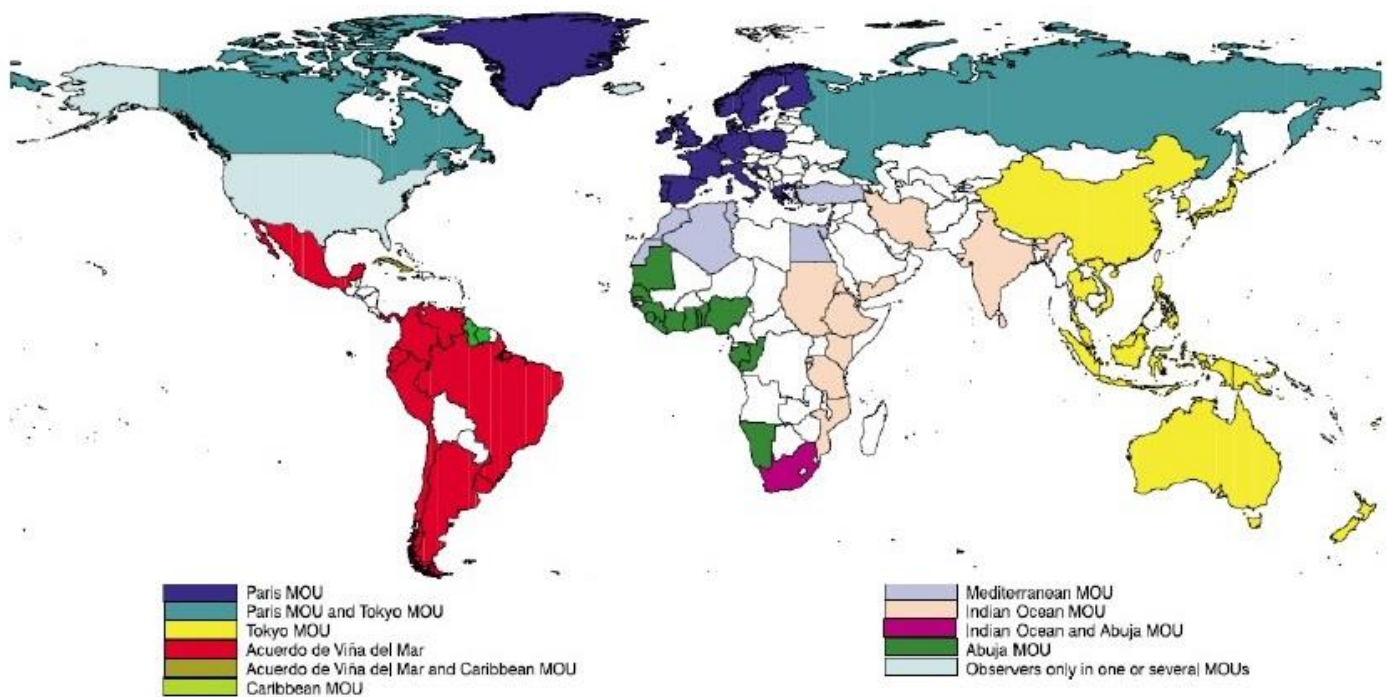 Paris MOU
Paris MOU and Tokyo MOU
Tokyo MOU
Acuerdo de Viña del Mar
Acuerdo de Viña del Mar and Caribbean MOU
Caribbean MOU
Mediterranean MOU
Indian Ocean MOU
Indian Ocean and Abuja MOU
Abuja MOU
Observers only in one or several MOUs